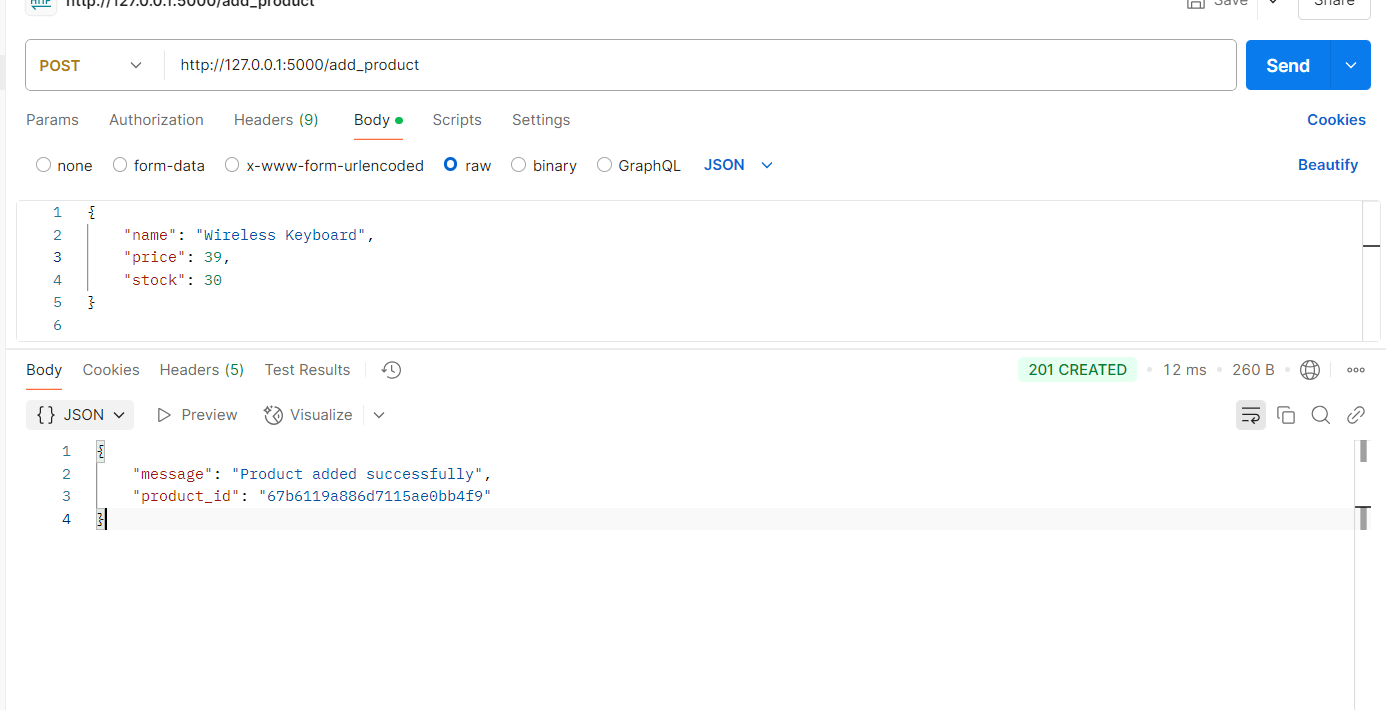 HTTP http://127.0.0.1:5000/add_product Save Share
POST http://127.0.0.1:5000/add_product Send
Params Authorization Headers (9) Body Scripts Settings Cookies
none form-data x-www-form-urlencoded raw binary GraphQL JSON Beautify
1 {
2 "name": "Wireless Keyboard",
3 "price": 39,
4 "stock": 30
5 }
6
Body Cookies Headers (5) Test Results 201 CREATED 12 ms 260 B
{} JSON Preview Visualize
1 {
2 "message": "Product added successfully",
3 "product_id": "67b6119a886d7115ae0bb4f9"
4 }